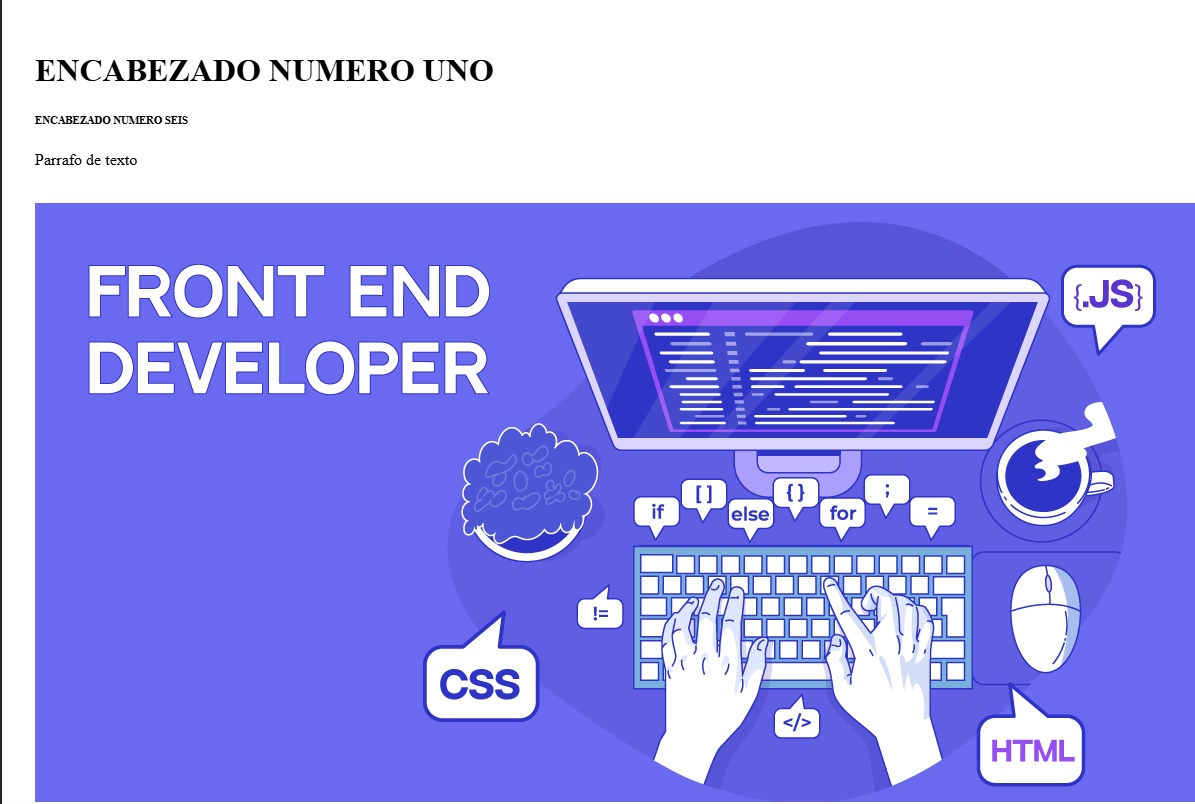 ENCABEZADO NUMERO UNO
ENCABEZADO NUMERO SEIS
Parrafo de texto
FRONT END
DEVELOPER
{.JS}
if
[ ]
else
{ }
for
;
=
!=
CSS
</>
HTML